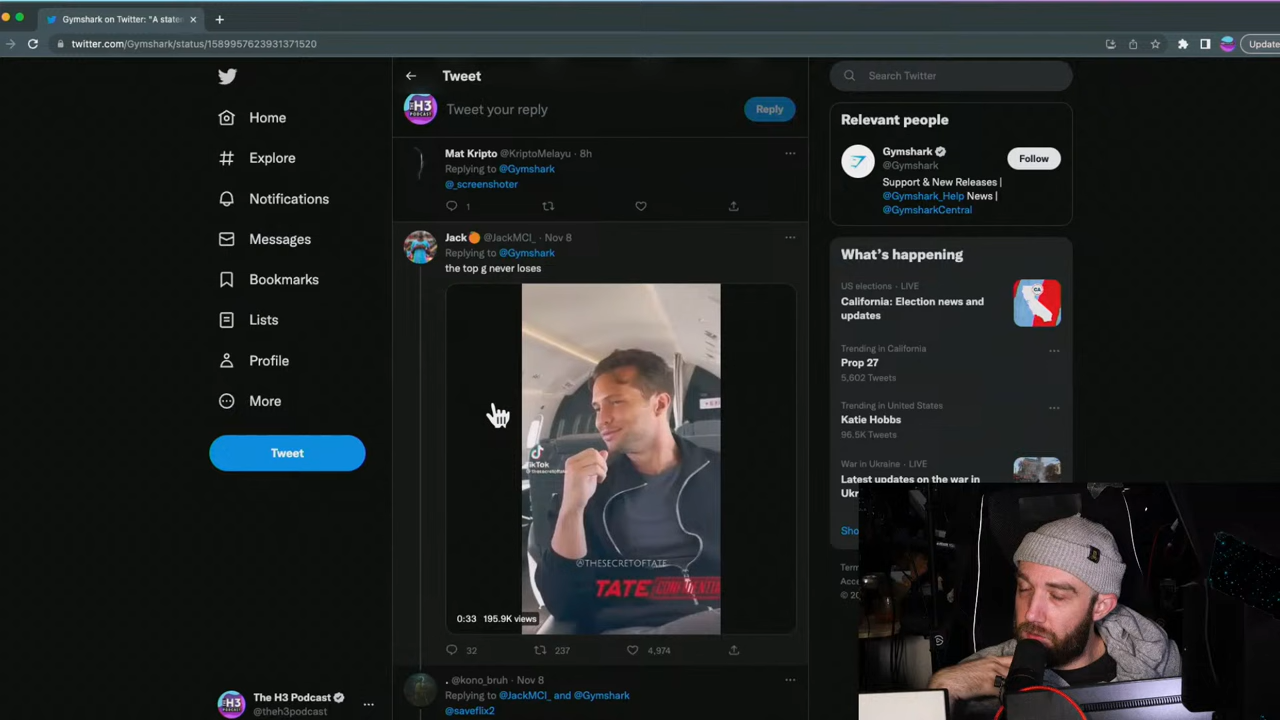 Gymshark on Twitter: "A state
twitter.com/Gymshark/status/1589957623931371520
Update
Home
Explore
Notifications
Messages
Bookmarks
Lists
Profile
More
Tweet
The H3 Podcast
@theh3podcast
Tweet
H3
PODCAST
Tweet your reply
Reply
Mat Kripto @KriptoMelayu · 8h
Replying to @Gymshark
@_screenshoter
1
Jack @JackMCI_ · Nov 8
Replying to @Gymshark
the top g never loses
TikTok
@THESECRETOFTATE
TATE CONFIDENTIAL
0:33 195.9K views
32 237 4,974
. @kono_bruh · Nov 8
Replying to @JackMCI_ and @Gymshark
@saveflix2
Search Twitter
Relevant people
Gymshark
@Gymshark
Follow
Support & New Releases |
@Gymshark_Help News |
@GymsharkCentral
What's happening
US elections · LIVE
California: Election news and
updates
Trending in California
Prop 27
5,602 Tweets
Trending in United States
Katie Hobbs
96.5K Tweets
War in Ukraine · LIVE
Latest updates on the war in